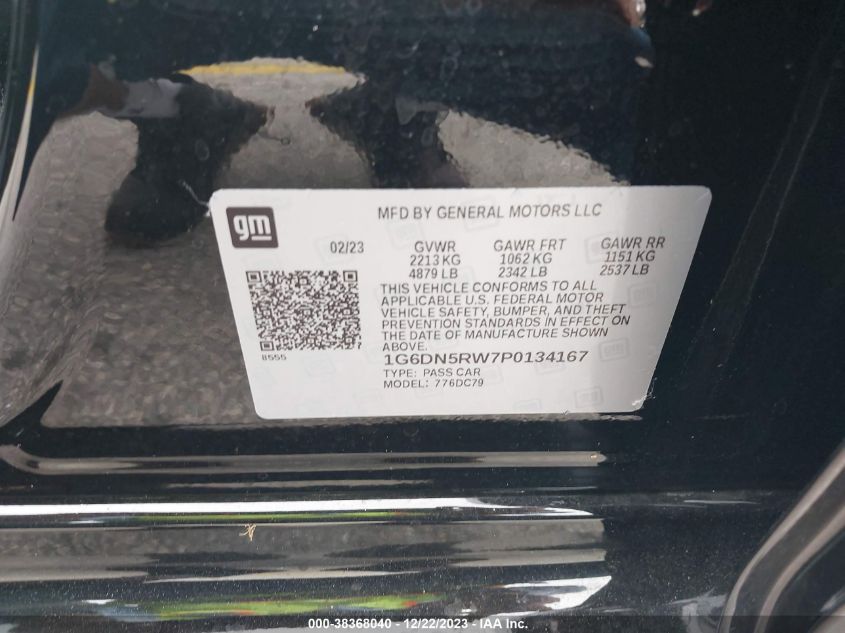 gm
MFD BY GENERAL MOTORS LLC
02/23 GVWR GAWR FRT GAWR RR
2213 KG 1062 KG 1151 KG
4879 LB 2342 LB 2537 LB
THIS VEHICLE CONFORMS TO ALL
APPLICABLE U.S. FEDERAL MOTOR
VEHICLE SAFETY, BUMPER, AND THEFT
PREVENTION STANDARDS IN EFFECT ON
THE DATE OF MANUFACTURE SHOWN
ABOVE.
8555
1G6DN5RW7P0134167
TYPE: PASS CAR
MODEL: 776DC79
000-38368040 - 12/22/2023 - IAA Inc.